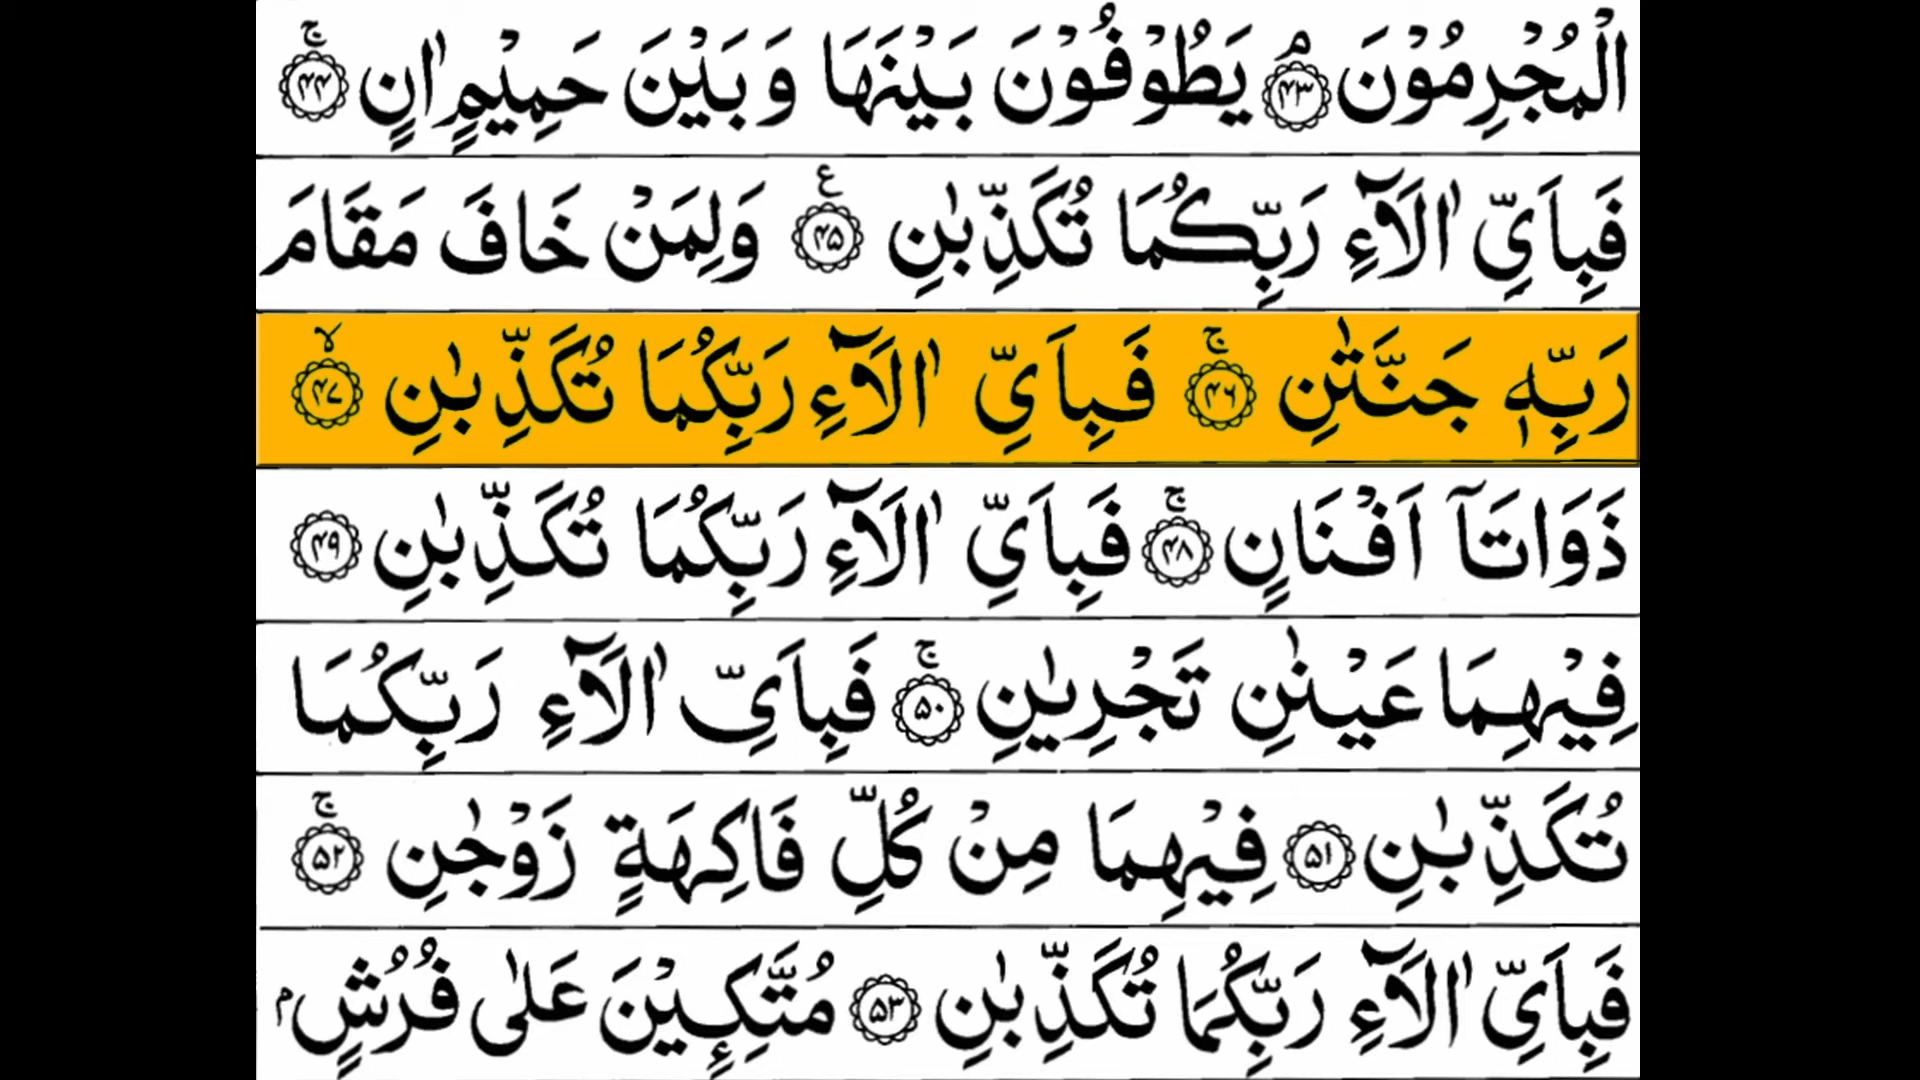 الْمُجْرِمُوْنَ ۘ ﴿۴۳﴾ يَطُوْفُوْنَ بَيْنَهَا وَبَيْنَ حَمِيْمٍ اٰنٍ ۚ ﴿۴۴﴾
فَبِاَيِّ اٰلَآءِ رَبِّكُمَا تُكَذِّبٰنِ ﴿۴۵﴾ ع وَلِمَنْ خَافَ مَقَامَ
رَبِّهٖ جَنَّتٰنِ ۚ ﴿۴۶﴾ فَبِاَيِّ اٰلَآءِ رَبِّكُمَا تُكَذِّبٰنِ ۙ ﴿۴۷﴾
ذَوَاتَآ اَفْنَانٍ ۚ ﴿۴۸﴾ فَبِاَيِّ اٰلَآءِ رَبِّكُمَا تُكَذِّبٰنِ ﴿۴۹﴾
فِيْهِمَا عَيْنٰنِ تَجْرِيٰنِ ۚ ﴿۵۰﴾ فَبِاَيِّ اٰلَآءِ رَبِّكُمَا
تُكَذِّبٰنِ ﴿۵۱﴾ فِيْهِمَا مِنْ كُلِّ فَاكِهَةٍ زَوْجٰنِ ۚ ﴿۵۲﴾
فَبِاَيِّ اٰلَآءِ رَبِّكُمَا تُكَذِّبٰنِ ﴿۵۳﴾ مُتَّكِـِٕيْنَ عَلٰى فُرُشٍۭ